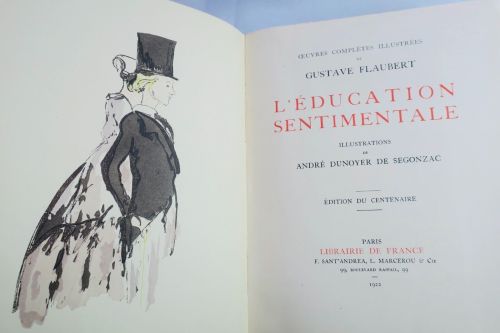 ŒUVRES COMPLÈTES ILLUSTRÉES
DE
GUSTAVE FLAUBERT
L'ÉDUCATION
SENTIMENTALE
ILLUSTRATIONS
DE
ANDRÉ DUNOYER DE SEGONZAC
ÉDITION DU CENTENAIRE
PARIS
LIBRAIRIE DE FRANCE
F. SANT'ANDREA, L. MARCEROU & Cie
99, BOULEVARD RASPAIL, 99
1922